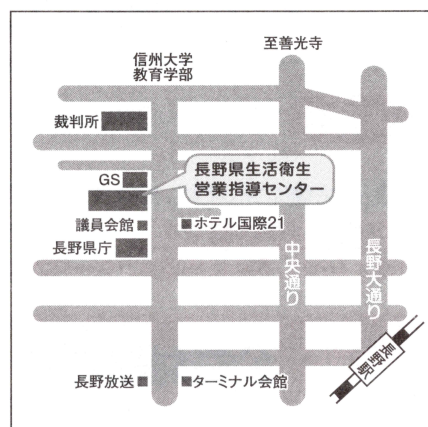 至善光寺
信州大学
教育学部
裁判所
長野県生活衛生
営業指導センター
GS
議員会館
ホテル国際21
長野県庁
中央通り
長野大通り
長野駅
長野放送
ターミナル会館